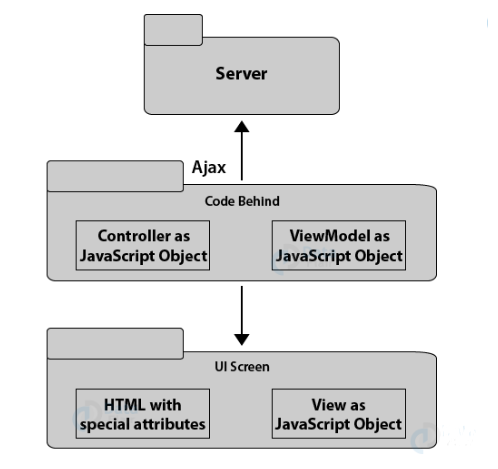 Server
Ajax
Code Behind
Controller as
JavaScript Object
ViewModel as
JavaScript Object
UI Screen
HTML with
special attributes
View as
JavaScript Object